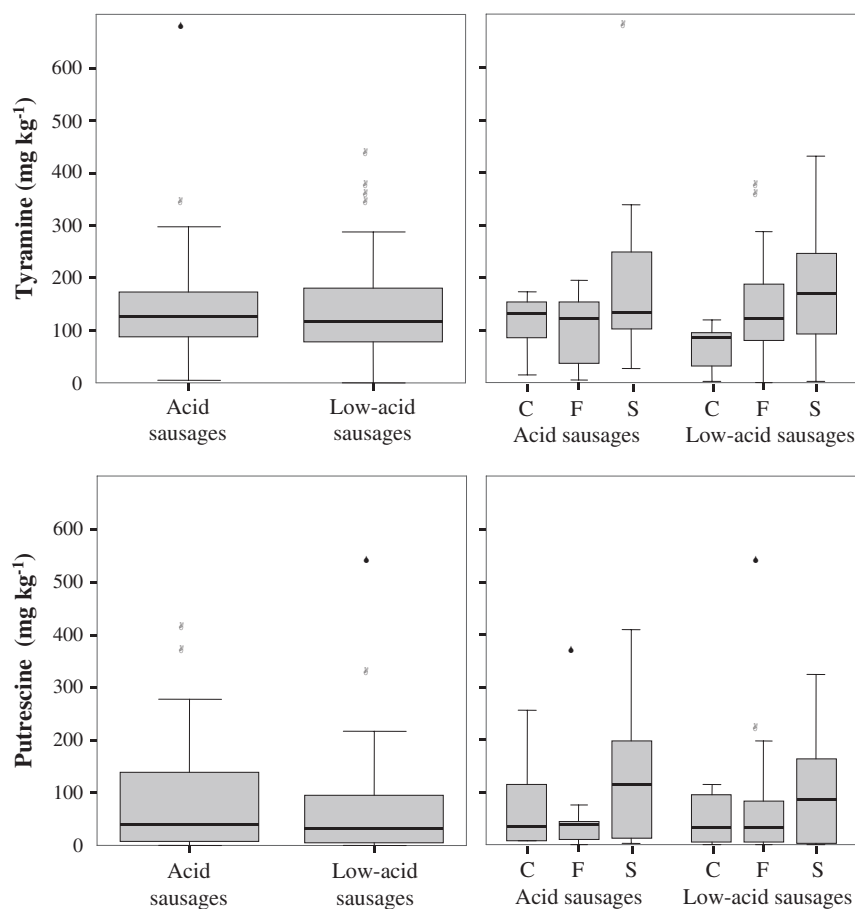 Tyramine (mg kg-1)
600
500
400
300
200
100
0
Acid
sausages
Low-acid
sausages
C F S C F S
Acid sausages Low-acid sausages
Putrescine (mg kg-1)
600
500
400
300
200
100
0
Acid
sausages
Low-acid
sausages
C F S C F S
Acid sausages Low-acid sausages